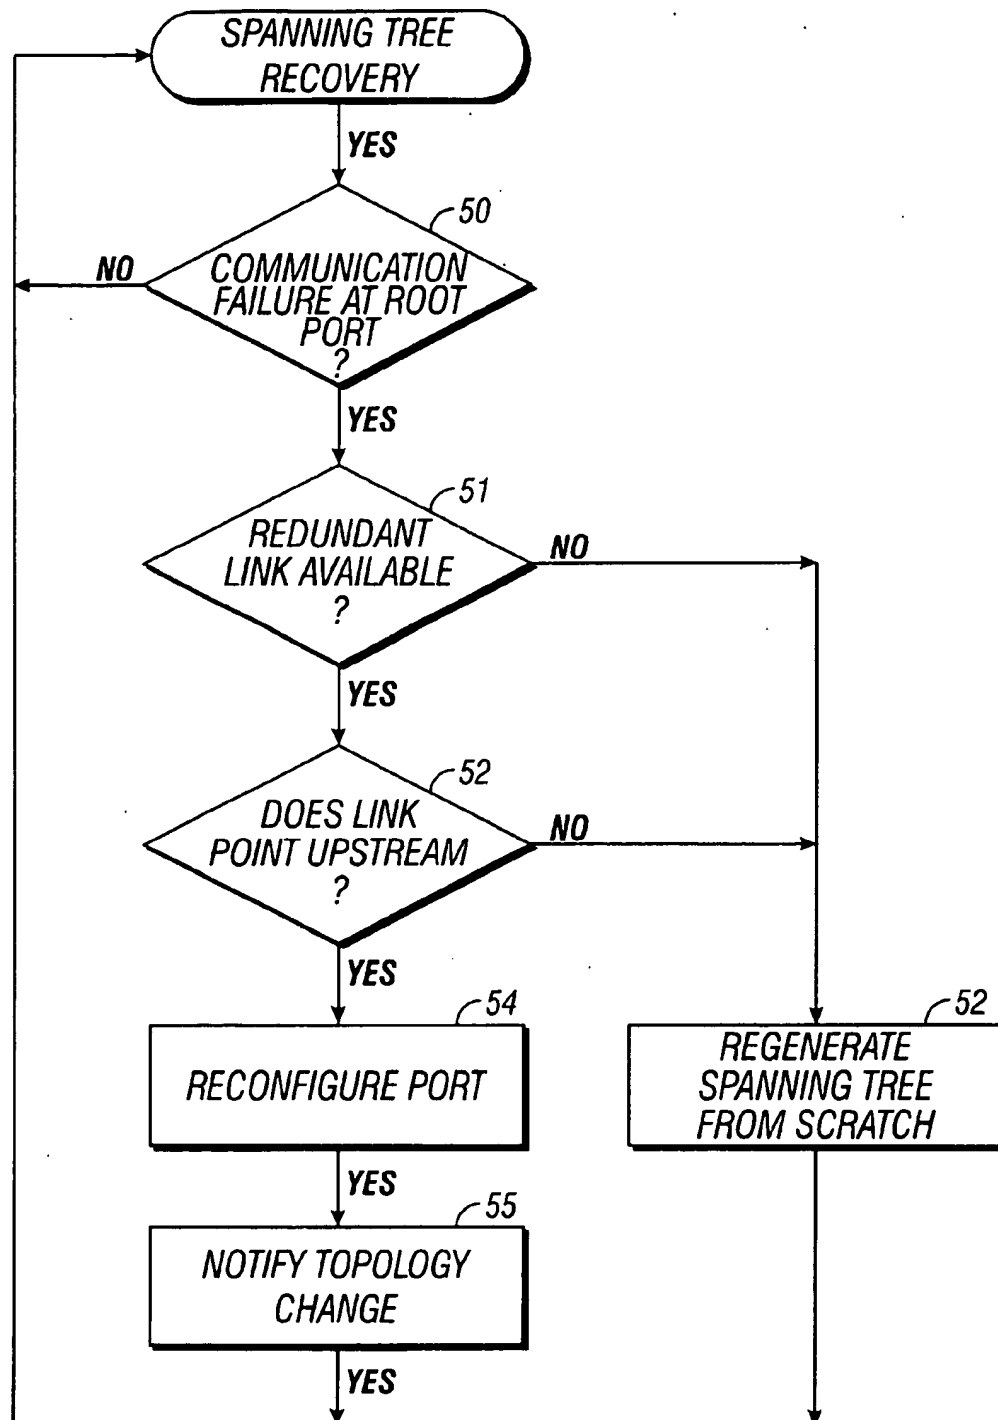 SPANNING TREE
RECOVERY
YES
50
NO
COMMUNICATION
FAILURE AT ROOT
PORT
?
YES
51
REDUNDANT
LINK AVAILABLE
?
NO
YES
52
DOES LINK
POINT UPSTREAM
?
NO
YES
54
RECONFIGURE PORT
52
REGENERATE
SPANNING TREE
FROM SCRATCH
YES
55
NOTIFY TOPOLOGY
CHANGE
YES